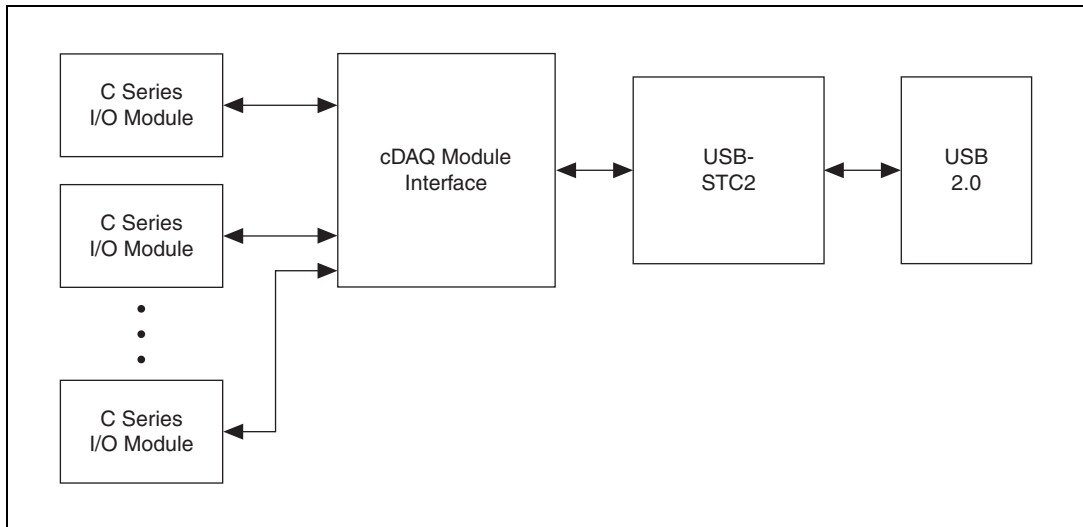 C Series
I/O Module
C Series
I/O Module
C Series
I/O Module
cDAQ Module
Interface
USB-
STC2
USB
2.0